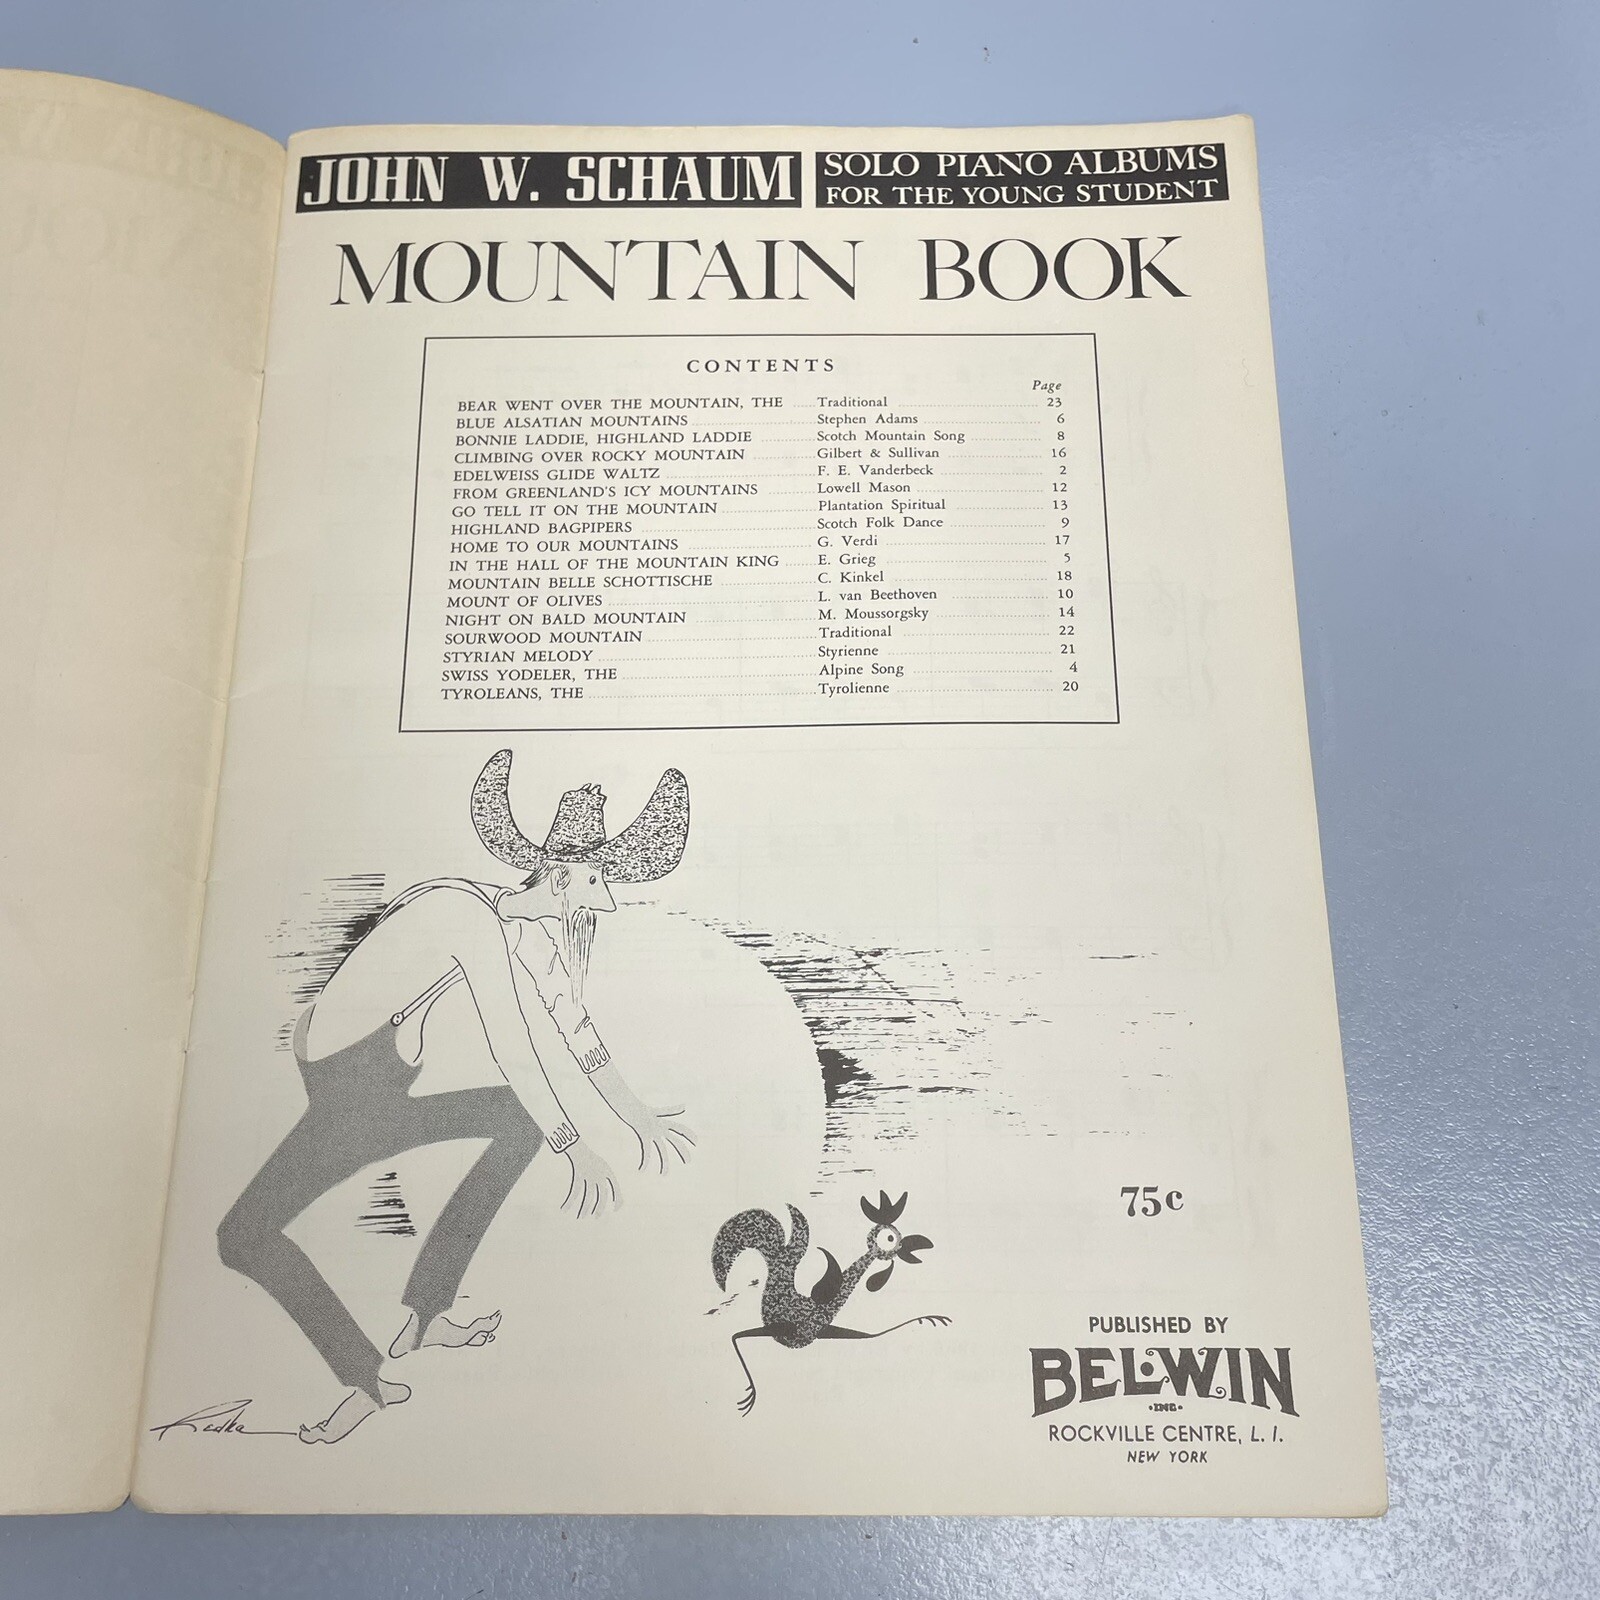 JOHN W. SCHAUM
SOLO PIANO ALBUMS
FOR THE YOUNG STUDENT
MOUNTAIN BOOK
CONTENTS
Page
BEAR WENT OVER THE MOUNTAIN, THE Traditional 23
BLUE ALSATIAN MOUNTAINS Stephen Adams 6
BONNIE LADDIE, HIGHLAND LADDIE Scotch Mountain Song 8
CLIMBING OVER ROCKY MOUNTAIN Gilbert & Sullivan 16
EDELWEISS GLIDE WALTZ F. E. Vanderbeck 2
FROM GREENLAND'S ICY MOUNTAINS Lowell Mason 12
GO TELL IT ON THE MOUNTAIN Plantation Spiritual 13
HIGHLAND BAGPIPERS Scotch Folk Dance 9
HOME TO OUR MOUNTAINS G. Verdi 17
IN THE HALL OF THE MOUNTAIN KING E. Grieg 5
MOUNTAIN BELLE SCHOTTISCHE C. Kinkel 18
MOUNT OF OLIVES L. van Beethoven 10
NIGHT ON BALD MOUNTAIN M. Moussorgsky 14
SOURWOOD MOUNTAIN Traditional 22
STYRIAN MELODY Styrienne 21
SWISS YODELER, THE Alpine Song 4
TYROLEANS, THE Tyrolienne 20
75c
PUBLISHED BY
BEL·WIN
·INC·
ROCKVILLE CENTRE, L. I.
NEW YORK